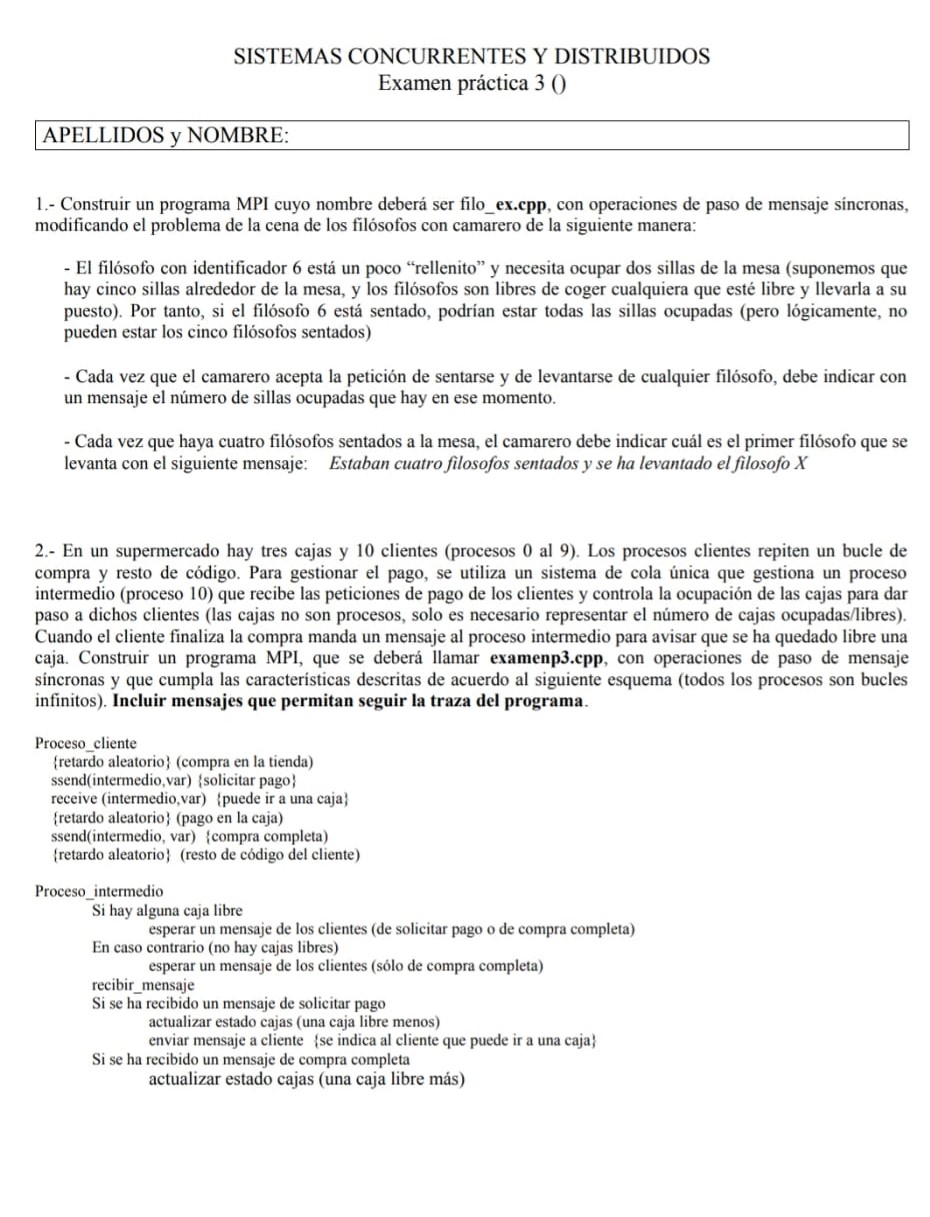 SISTEMAS CONCURRENTES Y DISTRIBUIDOS
Examen práctica 3 ()
APELLIDOS y NOMBRE:
1.- Construir un programa MPI cuyo nombre deberá ser filo_ex.cpp, con operaciones de paso de mensaje síncronas,
modificando el problema de la cena de los filósofos con camarero de la siguiente manera:
- El filósofo con identificador 6 está un poco “rellenito” y necesita ocupar dos sillas de la mesa (suponemos que
hay cinco sillas alrededor de la mesa, y los filósofos son libres de coger cualquiera que esté libre y llevarla a su
puesto). Por tanto, si el filósofo 6 está sentado, podrían estar todas las sillas ocupadas (pero lógicamente, no
pueden estar los cinco filósofos sentados)
- Cada vez que el camarero acepta la petición de sentarse y de levantarse de cualquier filósofo, debe indicar con
un mensaje el número de sillas ocupadas que hay en ese momento.
- Cada vez que haya cuatro filósofos sentados a la mesa, el camarero debe indicar cuál es el primer filósofo que se
levanta con el siguiente mensaje: Estaban cuatro filosofos sentados y se ha levantado el filosofo X
2.- En un supermercado hay tres cajas y 10 clientes (procesos 0 al 9). Los procesos clientes repiten un bucle de
compra y resto de código. Para gestionar el pago, se utiliza un sistema de cola única que gestiona un proceso
intermedio (proceso 10) que recibe las peticiones de pago de los clientes y controla la ocupación de las cajas para dar
paso a dichos clientes (las cajas no son procesos, solo es necesario representar el número de cajas ocupadas/libres).
Cuando el cliente finaliza la compra manda un mensaje al proceso intermedio para avisar que se ha quedado libre una
caja. Construir un programa MPI, que se deberá llamar examenp3.cpp, con operaciones de paso de mensaje
síncronas y que cumpla las características descritas de acuerdo al siguiente esquema (todos los procesos son bucles
infinitos). Incluir mensajes que permitan seguir la traza del programa.
Proceso_cliente
{retardo aleatorio} (compra en la tienda)
ssend(intermedio,var) {solicitar pago}
receive (intermedio,var) {puede ir a una caja}
{retardo aleatorio} (pago en la caja)
ssend(intermedio, var) {compra completa)
{retardo aleatorio} (resto de código del cliente)
Proceso_intermedio
Si hay alguna caja libre
esperar un mensaje de los clientes (de solicitar pago o de compra completa)
En caso contrario (no hay cajas libres)
esperar un mensaje de los clientes (sólo de compra completa)
recibir_mensaje
Si se ha recibido un mensaje de solicitar pago
actualizar estado cajas (una caja libre menos)
enviar mensaje a cliente {se indica al cliente que puede ir a una caja}
Si se ha recibido un mensaje de compra completa
actualizar estado cajas (una caja libre más)